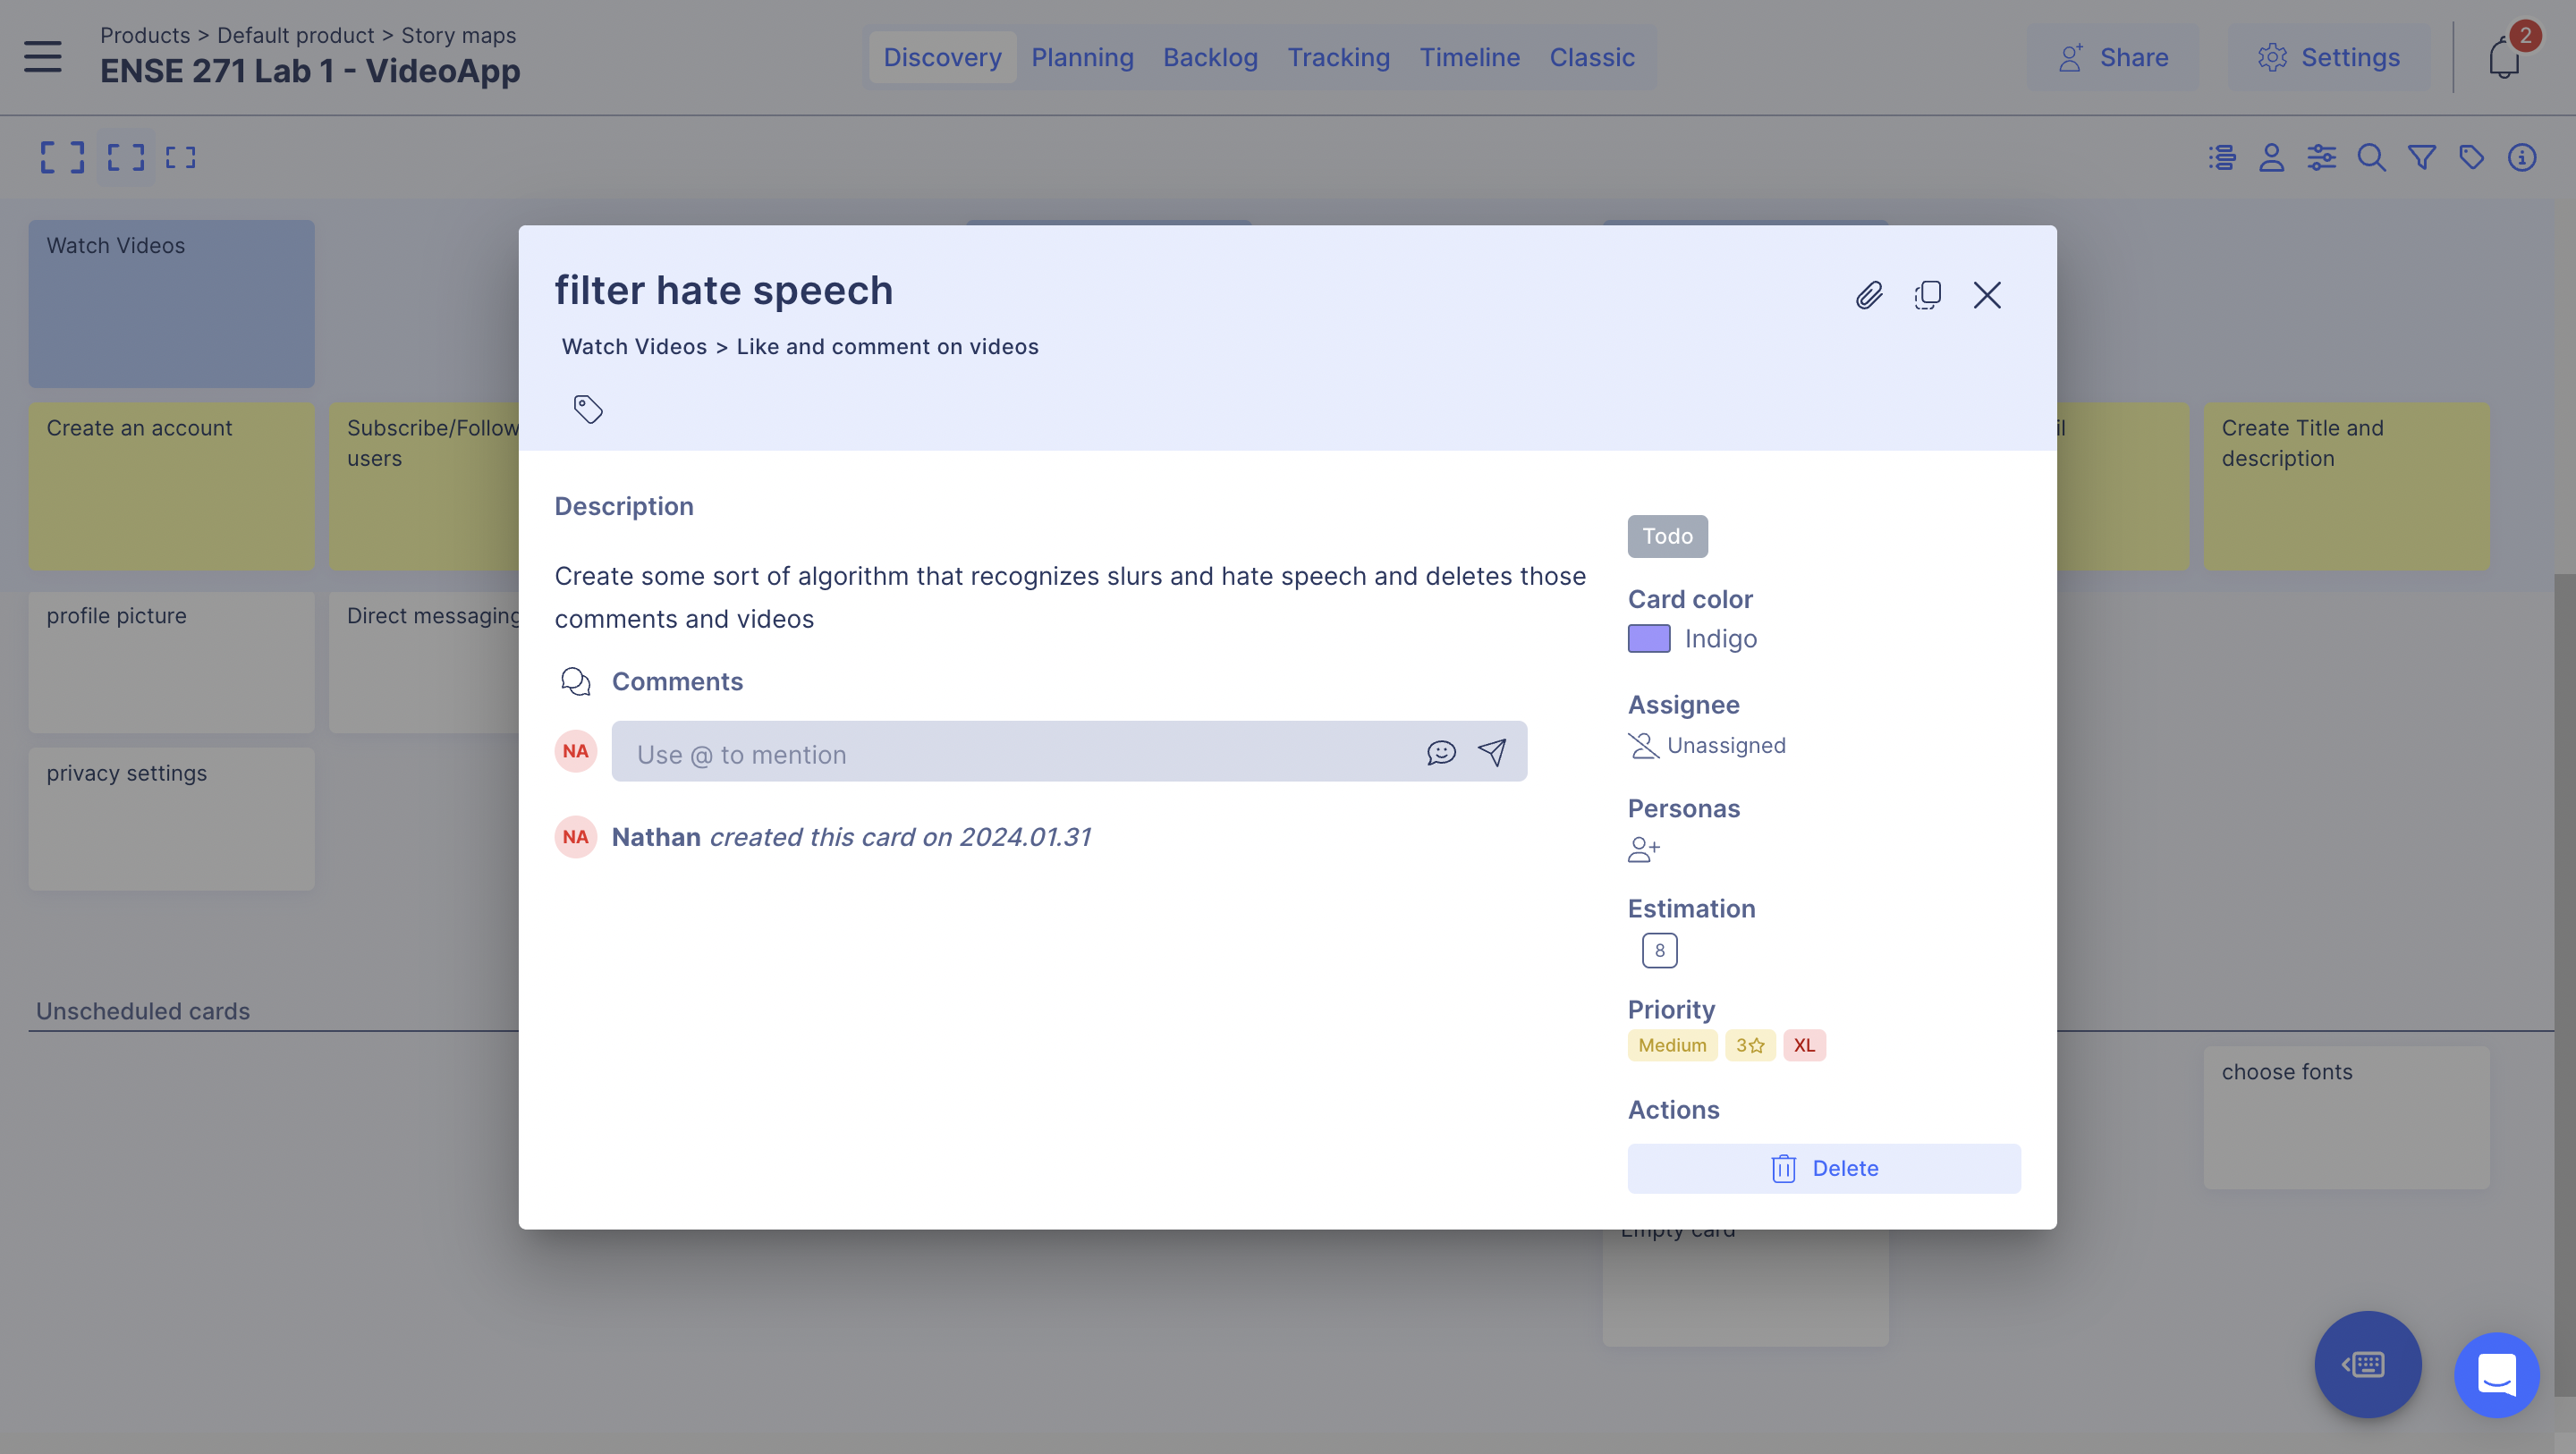 Products > Default product > Story maps
ENSE 271 Lab 1 - VideoApp
Discovery
Planning
Backlog
Tracking
Timeline
Classic
Share
Settings
2
Watch Videos
Create an account
Subscribe/Follow
users
Create Title and
description
profile picture
Direct messaging
privacy settings
Unscheduled cards
choose fonts
Empty card
filter hate speech
Watch Videos > Like and comment on videos
Description
Create some sort of algorithm that recognizes slurs and hate speech and deletes those
comments and videos
Comments
NA
Use @ to mention
NA
Nathan created this card on 2024.01.31
Todo
Card color
Indigo
Assignee
Unassigned
Personas
Estimation
8
Priority
Medium
3☆
XL
Actions
Delete